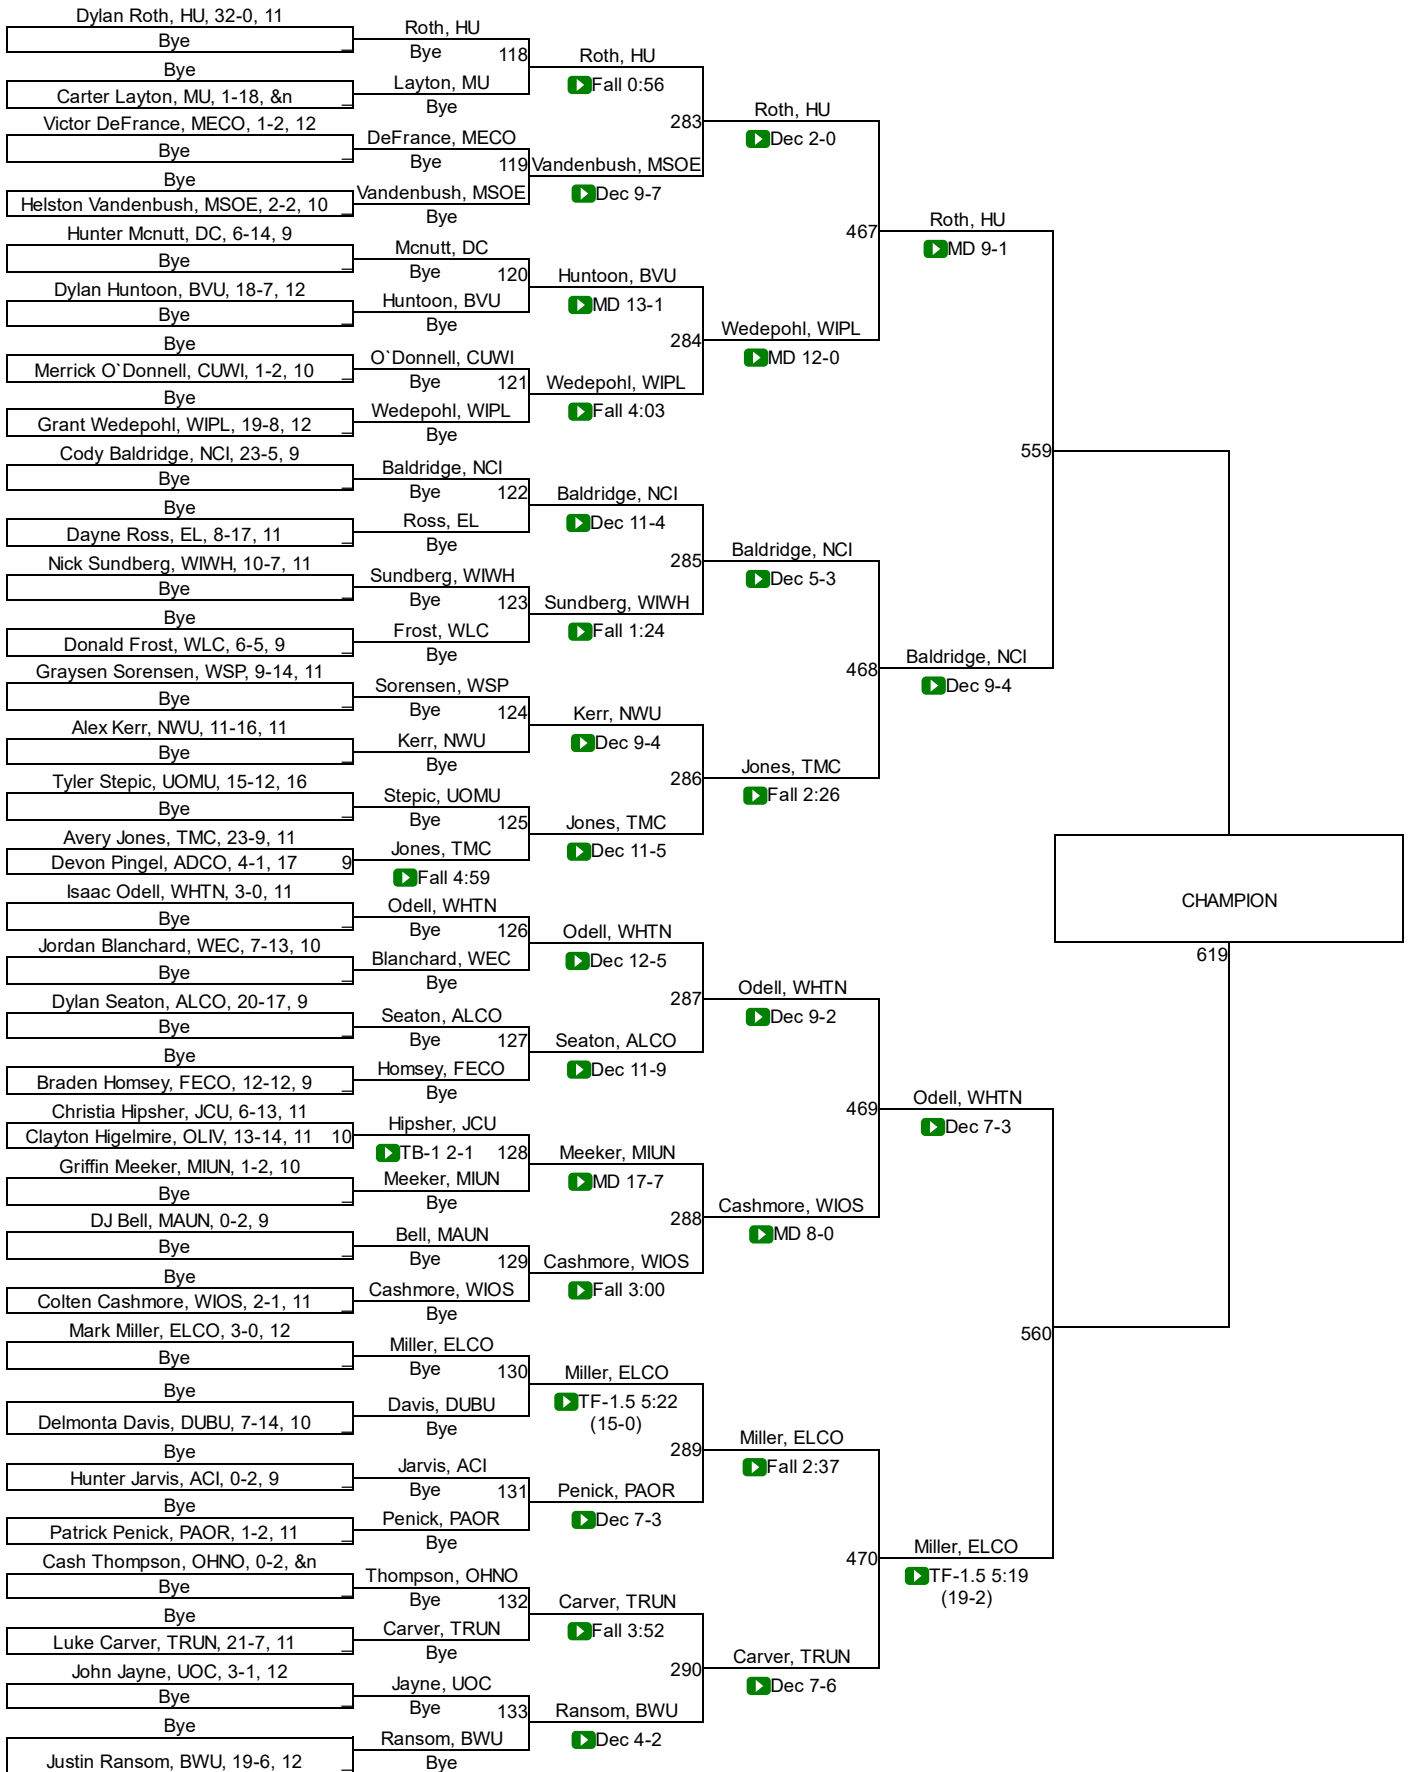 Dylan Roth, HU, 32-0, 11
Bye _
Bye
Carter Layton, MU, 1-18, &n _
Victor DeFrance, MECO, 1-2, 12
Bye _
Bye
Helston Vandenbush, MSOE, 2-2, 10 _
Hunter Mcnutt, DC, 6-14, 9
Bye _
Dylan Huntoon, BVU, 18-7, 12
Bye _
Bye
Merrick O`Donnell, CUWI, 1-2, 10 _
Bye
Grant Wedepohl, WIPL, 19-8, 12 _
Cody Baldridge, NCI, 23-5, 9
Bye _
Bye
Dayne Ross, EL, 8-17, 11 _
Nick Sundberg, WIWH, 10-7, 11
Bye _
Bye
Donald Frost, WLC, 6-5, 9 _
Graysen Sorensen, WSP, 9-14, 11
Bye _
Alex Kerr, NWU, 11-16, 11
Bye _
Tyler Stepic, UOMU, 15-12, 16
Bye _
Avery Jones, TMC, 23-9, 11
Devon Pingel, ADCO, 4-1, 17 9
Isaac Odell, WHTN, 3-0, 11
Bye _
Jordan Blanchard, WEC, 7-13, 10
Bye _
Dylan Seaton, ALCO, 20-17, 9
Bye _
Bye
Braden Homsey, FECO, 12-12, 9 _
Christia Hipsher, JCU, 6-13, 11
Clayton Higelmire, OLIV, 13-14, 11 10
Griffin Meeker, MIUN, 1-2, 10
Bye _
DJ Bell, MAUN, 0-2, 9
Bye _
Bye
Colten Cashmore, WIOS, 2-1, 11 _
Mark Miller, ELCO, 3-0, 12
Bye _
Bye
Delmonta Davis, DUBU, 7-14, 10 _
Bye
Hunter Jarvis, ACI, 0-2, 9 _
Bye
Patrick Penick, PAOR, 1-2, 11 _
Cash Thompson, OHNO, 0-2, &n
Bye _
Bye
Luke Carver, TRUN, 21-7, 11 _
John Jayne, UOC, 3-1, 12
Bye _
Bye
Justin Ransom, BWU, 19-6, 12 _
Roth, HU
Bye 118
Layton, MU
Bye
DeFrance, MECO
Bye 119
Vandenbush, MSOE
Bye
Mcnutt, DC
Bye 120
Huntoon, BVU
Bye
O`Donnell, CUWI
Bye 121
Wedepohl, WIPL
Bye
Baldridge, NCI
Bye 122
Ross, EL
Bye
Sundberg, WIWH
Bye 123
Frost, WLC
Bye
Sorensen, WSP
Bye 124
Kerr, NWU
Bye
Stepic, UOMU
Bye 125
Jones, TMC
Fall 4:59
Odell, WHTN
Bye 126
Blanchard, WEC
Bye
Seaton, ALCO
Bye 127
Homsey, FECO
Bye
Hipsher, JCU
TB-1 2-1 128
Meeker, MIUN
Bye
Bell, MAUN
Bye 129
Cashmore, WIOS
Bye
Miller, ELCO
Bye 130
Davis, DUBU
Bye
Jarvis, ACI
Bye 131
Penick, PAOR
Bye
Thompson, OHNO
Bye 132
Carver, TRUN
Bye
Jayne, UOC
Bye 133
Ransom, BWU
Bye
Roth, HU
Fall 0:56
283
Vandenbush, MSOE
Dec 9-7
Huntoon, BVU
MD 13-1
284
Wedepohl, WIPL
Fall 4:03
Baldridge, NCI
Dec 11-4
285
Sundberg, WIWH
Fall 1:24
Kerr, NWU
Dec 9-4
286
Jones, TMC
Dec 11-5
Odell, WHTN
Dec 12-5
287
Seaton, ALCO
Dec 11-9
Meeker, MIUN
MD 17-7
288
Cashmore, WIOS
Fall 3:00
Miller, ELCO
TF-1.5 5:22
(15-0)
289
Penick, PAOR
Dec 7-3
Carver, TRUN
Fall 3:52
290
Ransom, BWU
Dec 4-2
Roth, HU
Dec 2-0
467
Wedepohl, WIPL
MD 12-0
Baldridge, NCI
Dec 5-3
468
Jones, TMC
Fall 2:26
Odell, WHTN
Dec 9-2
469
Cashmore, WIOS
MD 8-0
Miller, ELCO
Fall 2:37
470
Carver, TRUN
Dec 7-6
Roth, HU
MD 9-1
559
Baldridge, NCI
Dec 9-4
Odell, WHTN
Dec 7-3
560
Miller, ELCO
TF-1.5 5:19
(19-2)
CHAMPION
619